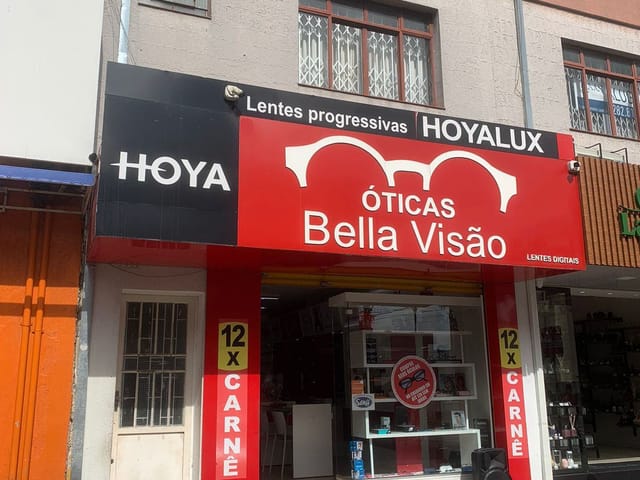 Lentes progressivas HOYALUX
HOYA
ÓTICAS
Bella Visão
LENTES DIGITAIS
12
X
CARNÊ
12
X
CARNÊ